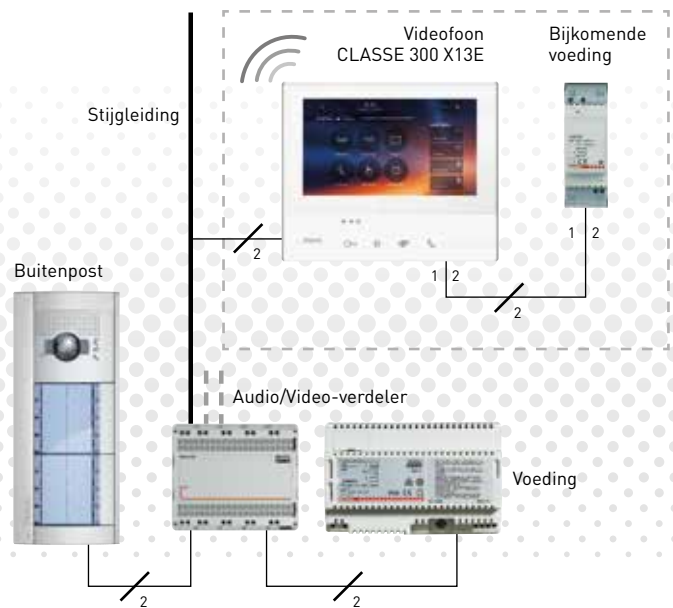 Videofoon
CLASSE 300 X13E
Bijkomende
voeding
Stijgleiding
2
1 2
1 2
2
Buitenpost
Audio/Video-verdeler
Voeding
2
2